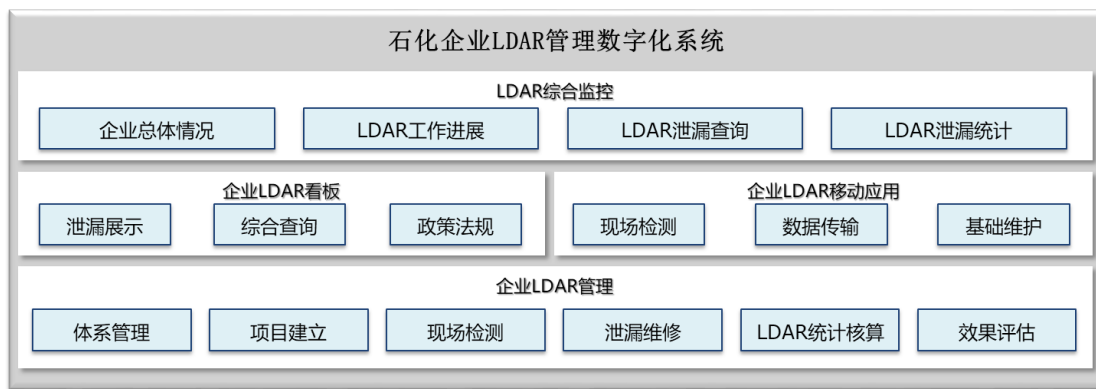 石化企业LDAR管理数字化系统
LDAR综合监控
企业总体情况
LDAR工作进展
LDAR泄漏查询
LDAR泄漏统计
企业LDAR看板
泄漏展示
综合查询
政策法规
企业LDAR移动应用
现场检测
数据传输
基础维护
企业LDAR管理
体系管理
项目建立
现场检测
泄漏维修
LDAR统计核算
效果评估